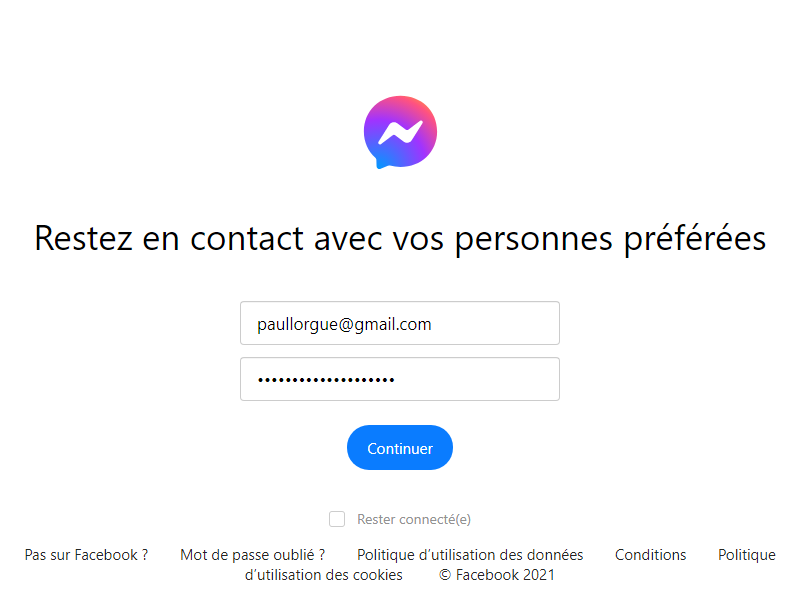 Restez en contact avec vos personnes préférées
paullorgue@gmail.com
••••••••••••••••••••
Continuer
Rester connecté(e)
Pas sur Facebook ? Mot de passe oublié ? Politique d’utilisation des données Conditions Politique
d’utilisation des cookies © Facebook 2021